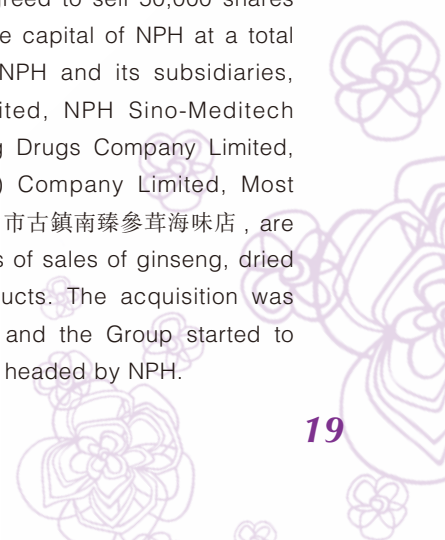 greed to sell 50,000 shares
e capital of NPH at a total
NPH and its subsidiaries,
ited, NPH Sino-Meditech
g Drugs Company Limited,
) Company Limited, Most
市古鎮南臻參茸海味店, are
s of sales of ginseng, dried
ucts. The acquisition was
and the Group started to
headed by NPH.
19